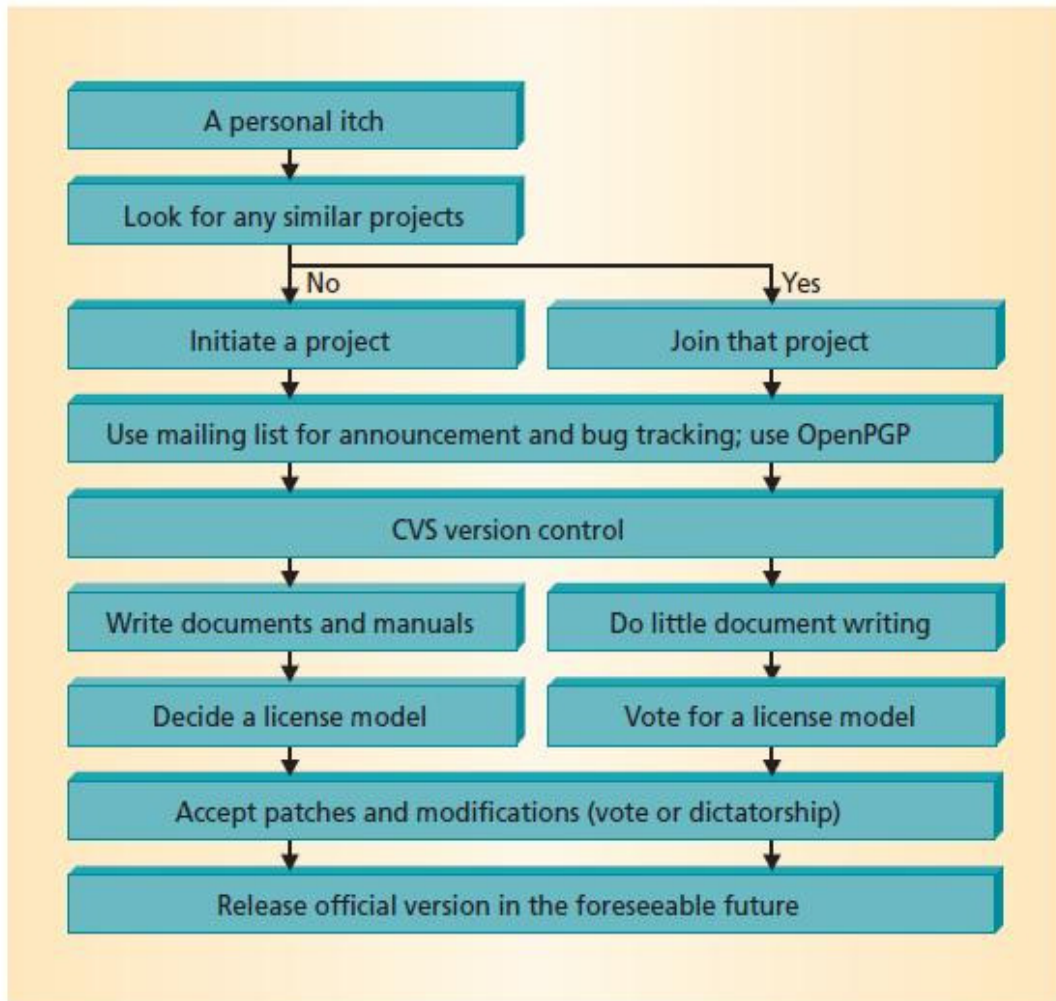 A personal itch
Look for any similar projects
No
Yes
Initiate a project
Join that project
Use mailing list for announcement and bug tracking; use OpenPGP
CVS version control
Write documents and manuals
Do little document writing
Decide a license model
Vote for a license model
Accept patches and modifications (vote or dictatorship)
Release official version in the foreseeable future